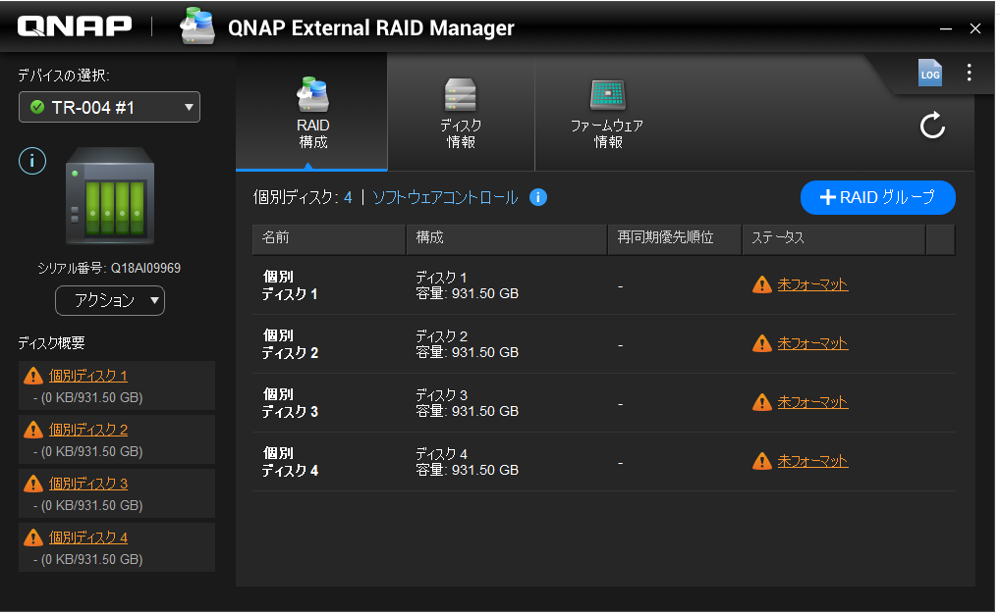 QNAP
QNAP External RAID Manager
デバイスの選択:
TR-004 #1
LOG
RAID
構成
ディスク
情報
ファームウェア
情報
シリアル番号: Q18AI09969
アクション
ディスク概要
個別ディスク 1
- (0 KB/931.50 GB)
個別ディスク 2
- (0 KB/931.50 GB)
個別ディスク 3
- (0 KB/931.50 GB)
個別ディスク 4
- (0 KB/931.50 GB)
個別ディスク: 4 | ソフトウェアコントロール
+RAID グループ
名前 構成 再同期優先順位 ステータス
個別
ディスク 1
ディスク 1
容量: 931.50 GB
-
未フォーマット
個別
ディスク 2
ディスク 2
容量: 931.50 GB
-
未フォーマット
個別
ディスク 3
ディスク 3
容量: 931.50 GB
-
未フォーマット
個別
ディスク 4
ディスク 4
容量: 931.50 GB
-
未フォーマット